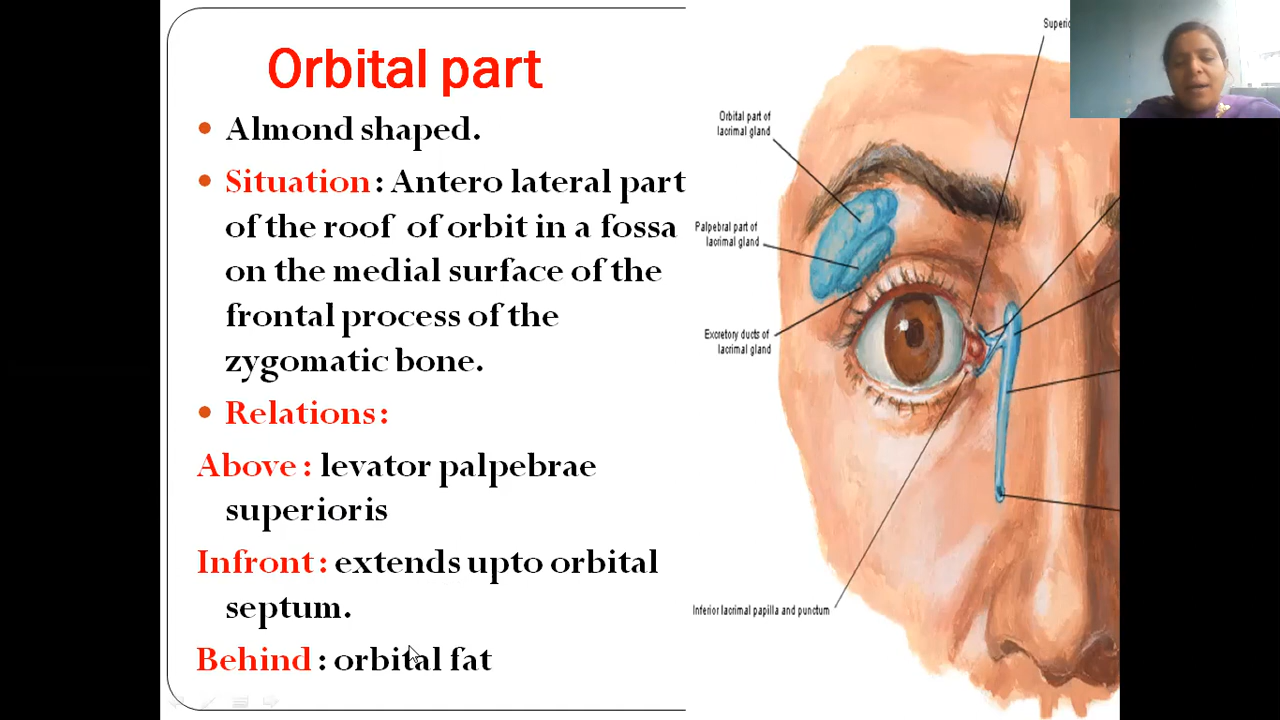 Orbital part
• Almond shaped.
• Situation : Antero lateral part
of the roof of orbit in a fossa
on the medial surface of the
frontal process of the
zygomatic bone.
• Relations :
Above : levator palpebrae
superioris
Infront : extends upto orbital
septum.
Behind : orbital fat
Orbital part of
lacrimal gland
Palpebral part of
lacrimal gland
Excretory ducts of
lacrimal gland
Inferior lacrimal papilla and punctum